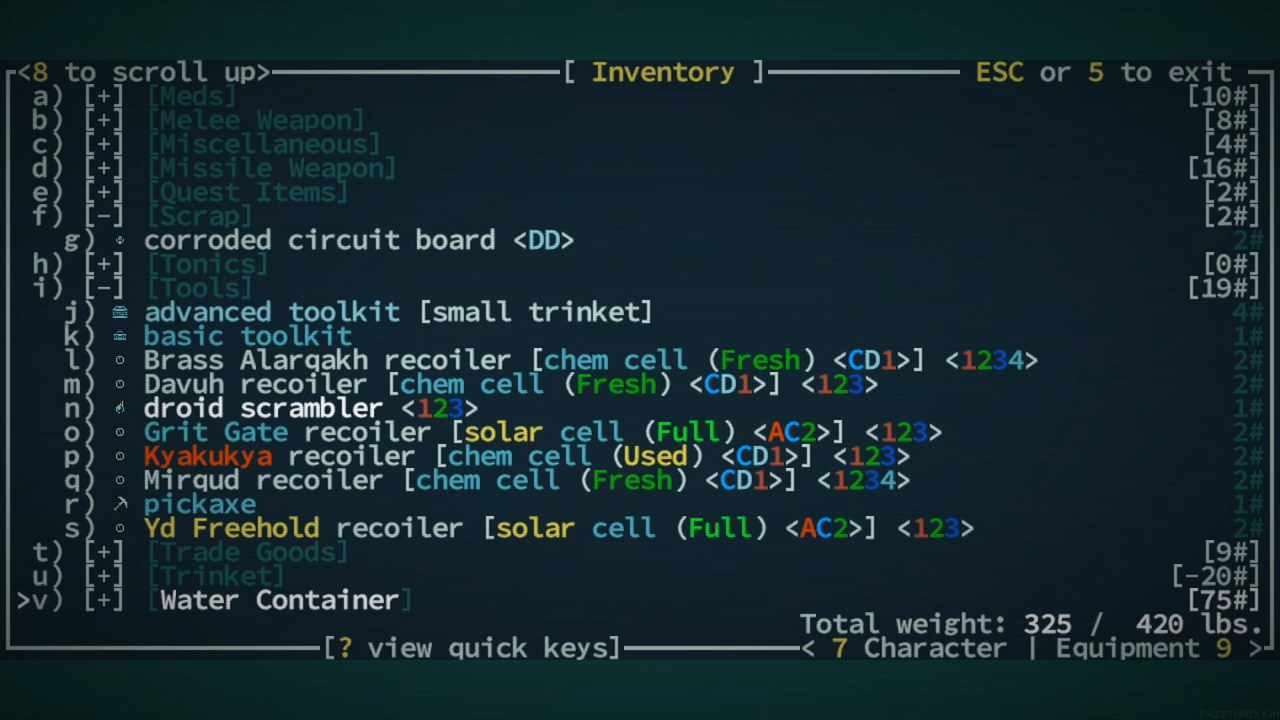 <8 to scroll up> [ Inventory ] ESC or 5 to exit
a) [+] [Meds] [10#]
b) [+] [Melee Weapon] [8#]
c) [+] [Miscellaneous] [4#]
d) [+] [Missile Weapon] [16#]
e) [+] [Quest Items] [2#]
f) [-] [Scrap] [2#]
g) corroded circuit board <DD> 2#
h) [+] [Tonics] [0#]
i) [-] [Tools] [19#]
j) advanced toolkit [small trinket] 4#
k) basic toolkit 1#
l) Brass Alarqakh recoiler [chem cell (Fresh) <CD1>] <1234> 2#
m) Davuh recoiler [chem cell (Fresh) <CD1>] <123> 2#
n) droid scrambler <123> 1#
o) Grit Gate recoiler [solar cell (Full) <AC2>] <123> 2#
p) Kyakukya recoiler [chem cell (Used) <CD1>] <123> 2#
q) Mirqud recoiler [chem cell (Fresh) <CD1>] <1234> 2#
r) pickaxe 1#
s) Yd Freehold recoiler [solar cell (Full) <AC2>] <123> 2#
t) [+] [Trade Goods] [9#]
u) [+] [Trinket] [-20#]
>v) [+] [Water Container] [75#]
Total weight: 325 / 420 lbs.
[? view quick keys] < 7 Character | Equipment 9 >